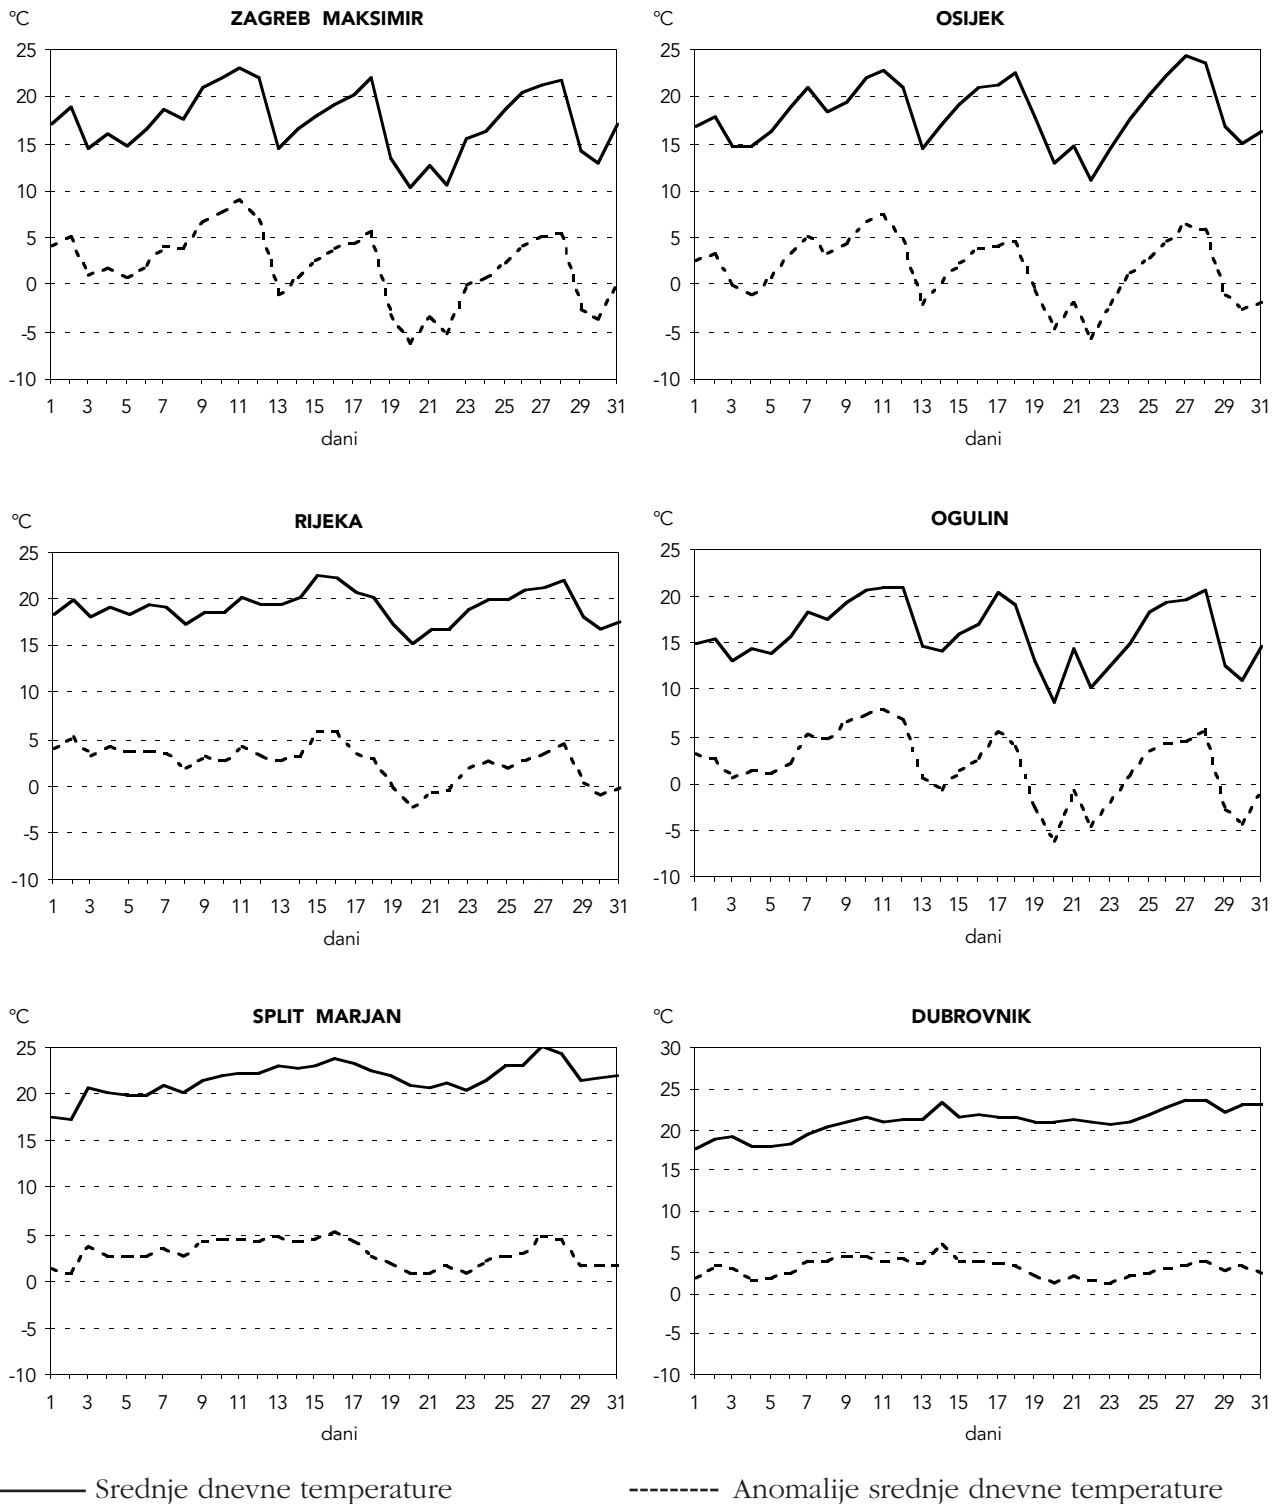 °C ZAGREB MAKSIMIR
25
20
15
10
5
0
-5
-10
1 3 5 7 9 11 13 15 17 19 21 23 25 27 29 31
dani
°C OSIJEK
25
20
15
10
5
0
-5
-10
1 3 5 7 9 11 13 15 17 19 21 23 25 27 29 31
dani
°C RIJEKA
25
20
15
10
5
0
-5
-10
1 3 5 7 9 11 13 15 17 19 21 23 25 27 29 31
dani
°C OGULIN
25
20
15
10
5
0
-5
-10
1 3 5 7 9 11 13 15 17 19 21 23 25 27 29 31
dani
°C SPLIT MARJAN
25
20
15
10
5
0
-5
-10
1 3 5 7 9 11 13 15 17 19 21 23 25 27 29 31
dani
°C DUBROVNIK
30
25
20
15
10
5
0
-5
-10
1 3 5 7 9 11 13 15 17 19 21 23 25 27 29 31
dani
Srednje dnevne temperature Anomalije srednje dnevne temperature